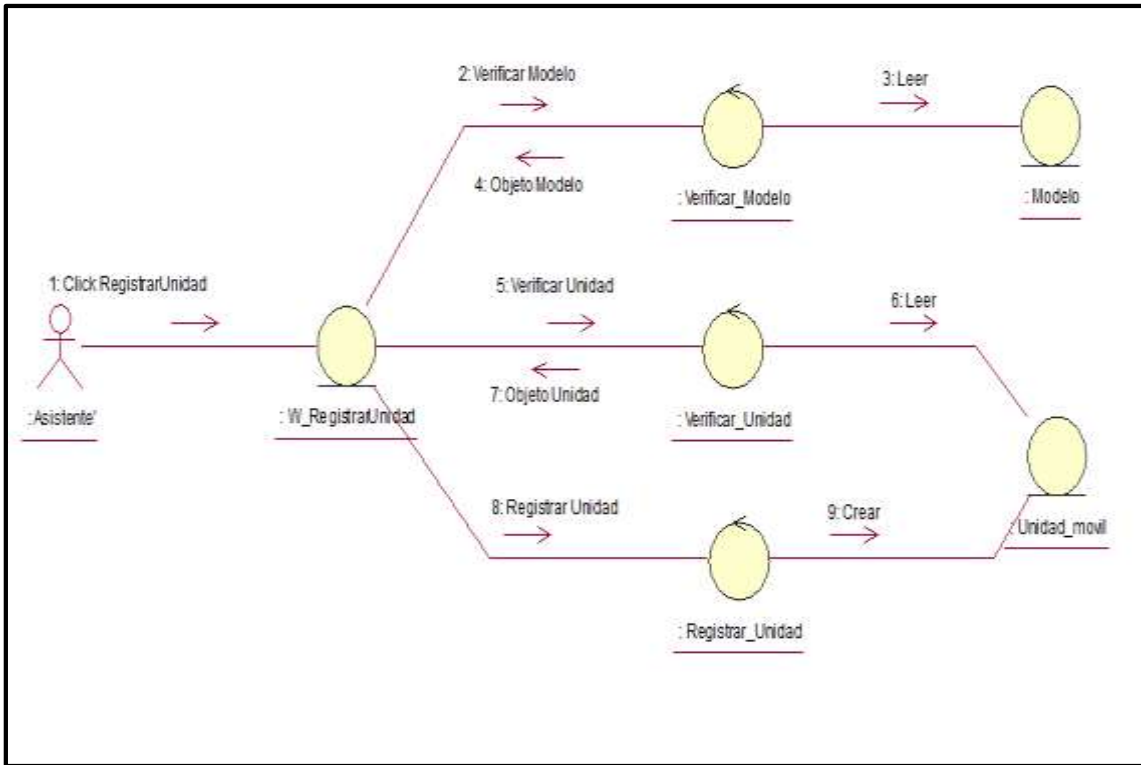 2: Verificar Modelo
3: Leer
4: Objeto Modelo
: Verificar_Modelo
: Modelo
1: Click RegistrarUnidad
5: Verificar Unidad
6: Leer
7: Objeto Unidad
:Asistente'
: W_RegistrarUnidad
: Verificar_Unidad
8: Registrar Unidad
9: Crear
: Unidad_movil
: Registrar_Unidad